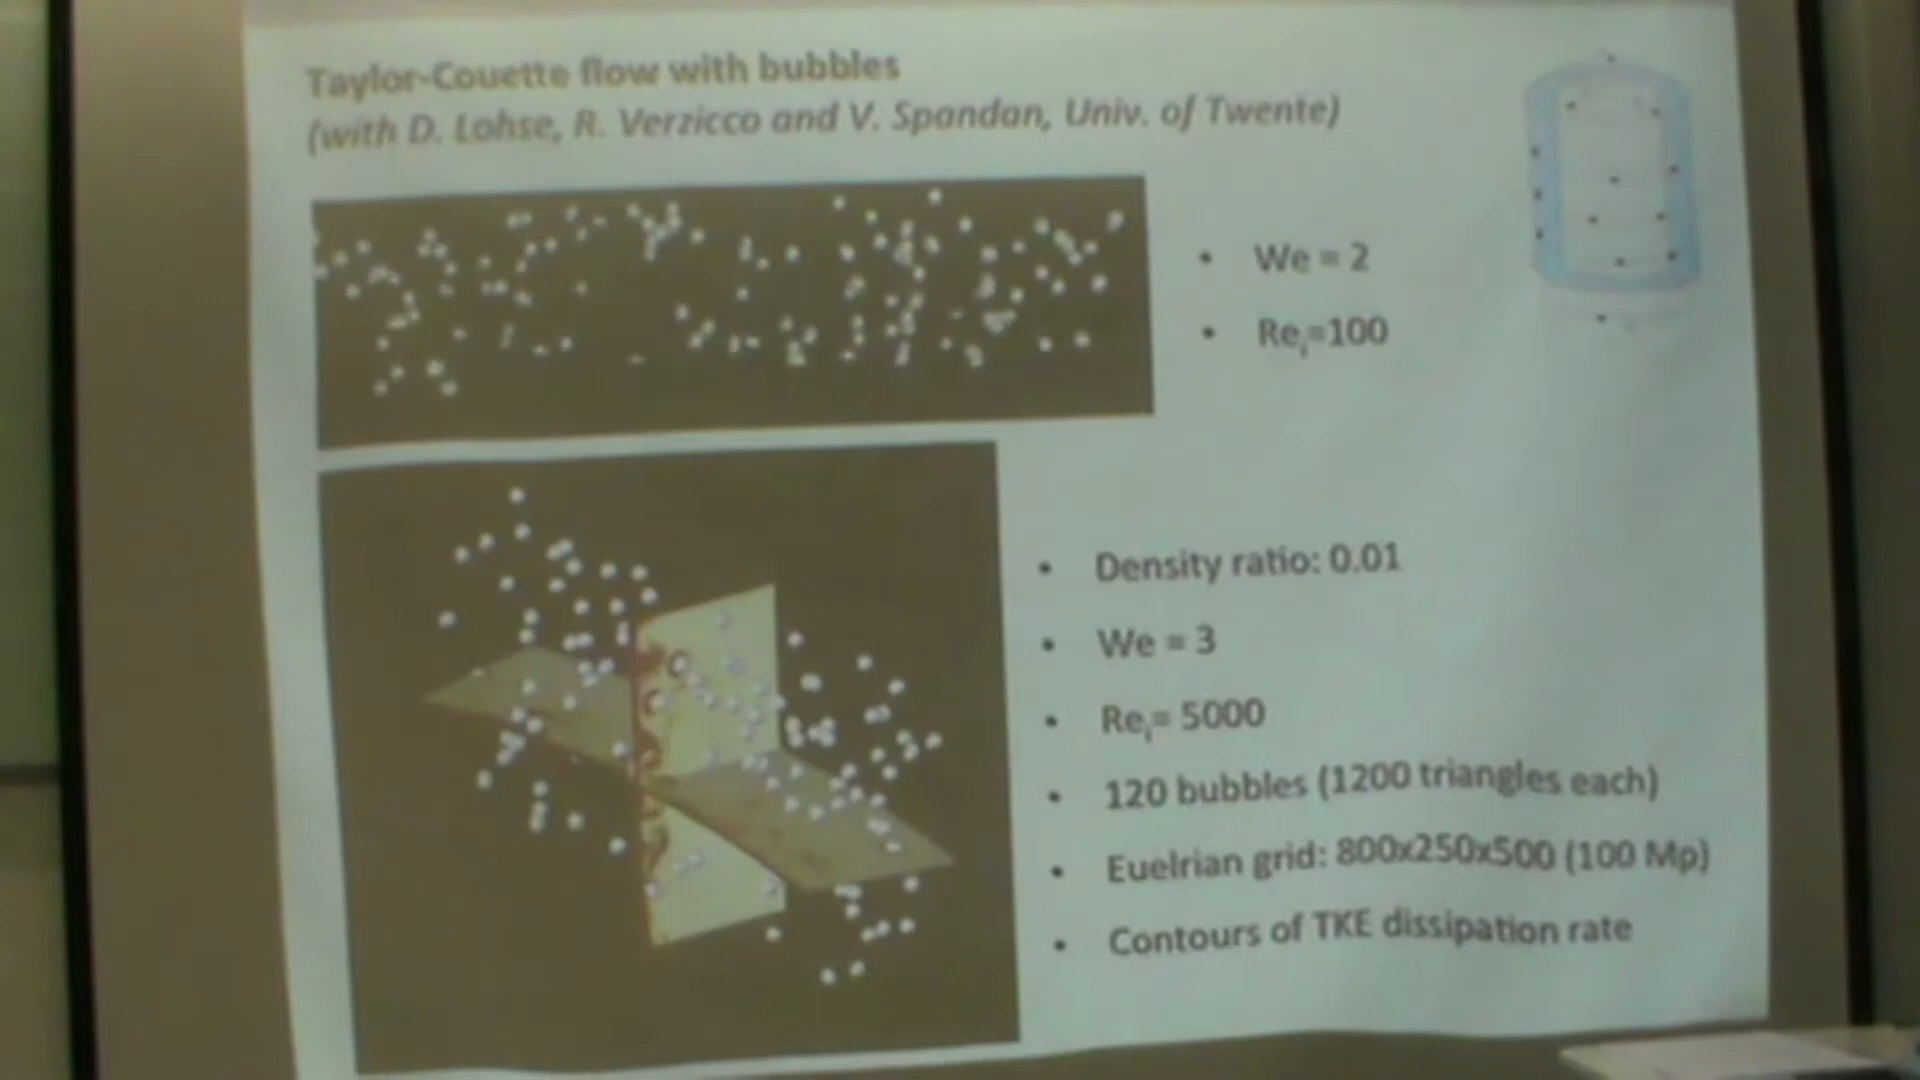 Taylor-Couette flow with bubbles
(with D. Lohse, R. Verzicco and V. Spandan, Univ. of Twente)
• We = 2
• Reᵢ=100
• Density ratio: 0.01
• We = 3
• Reᵢ= 5000
• 120 bubbles (1200 triangles each)
• Euelrian grid: 800x250x500 (100 Mp)
• Contours of TKE dissipation rate